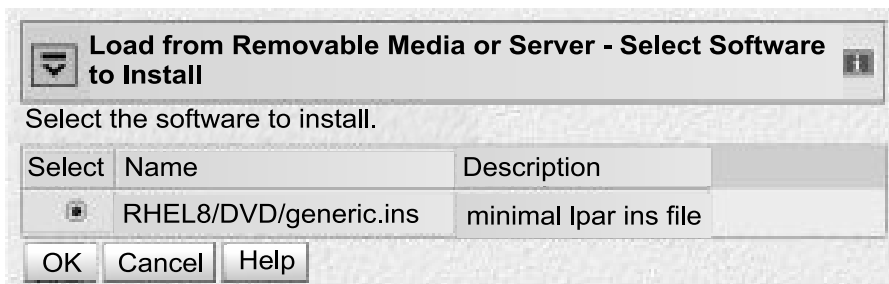 Load from Removable Media or Server - Select Software
to Install
Select the software to install.
Select Name Description
RHEL8/DVD/generic.ins minimal lpar ins file
OK Cancel Help